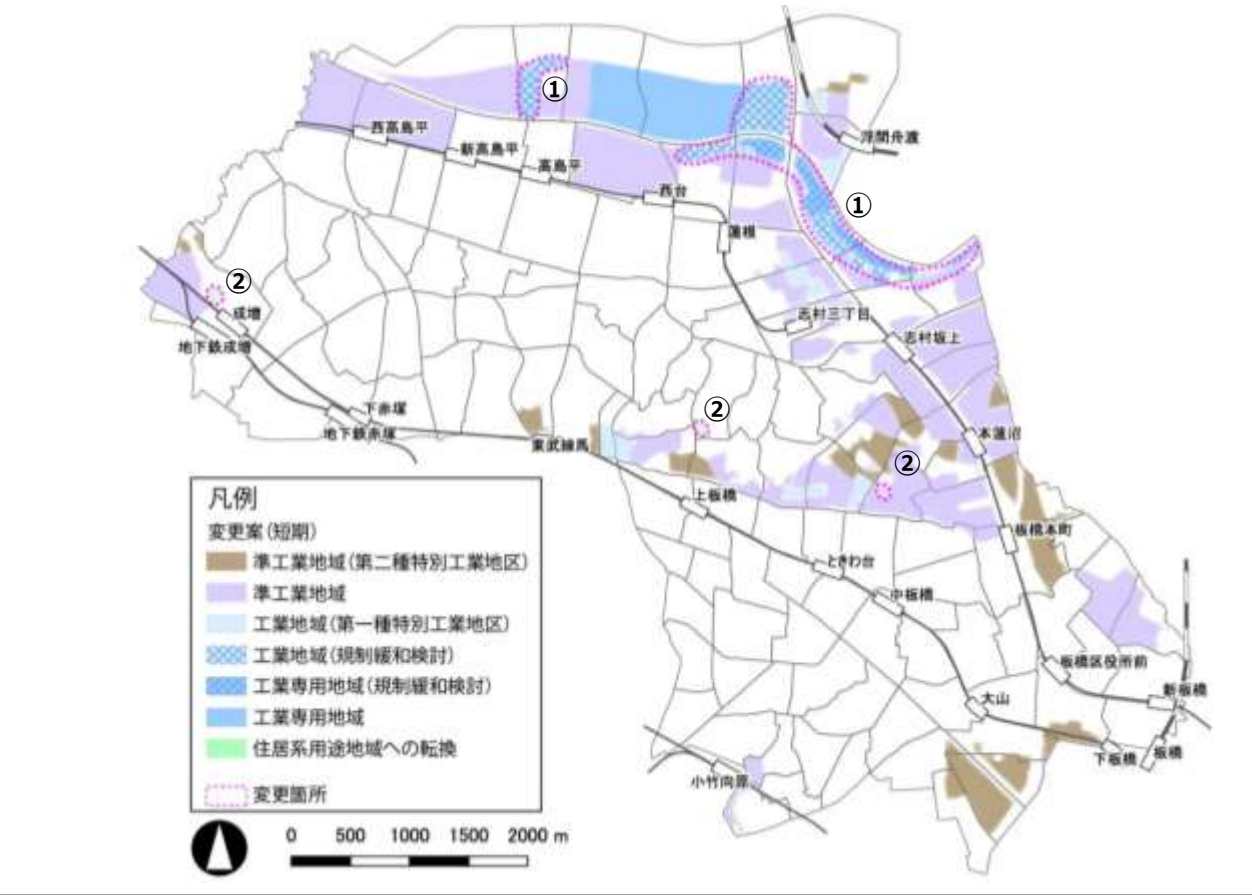 ①
西高島平
新高島平
高島平
西台
浮間舟渡
①
蓮根
②
成増
地下鉄成増
志村三丁目
志村坂上
下赤塚
地下鉄赤塚
②
東武練馬
本蓮沼
②
上板橋
板橋本町
ときわ台
中板橋
板橋区役所前
新板橋
大山
下板橋
板橋
小竹向原
凡例
変更案(短期)
準工業地域(第二種特別工業地区)
準工業地域
工業地域(第一種特別工業地区)
工業地域(規制緩和検討)
工業専用地域(規制緩和検討)
工業専用地域
住居系用途地域への転換
変更箇所
0 500 1000 1500 2000 m